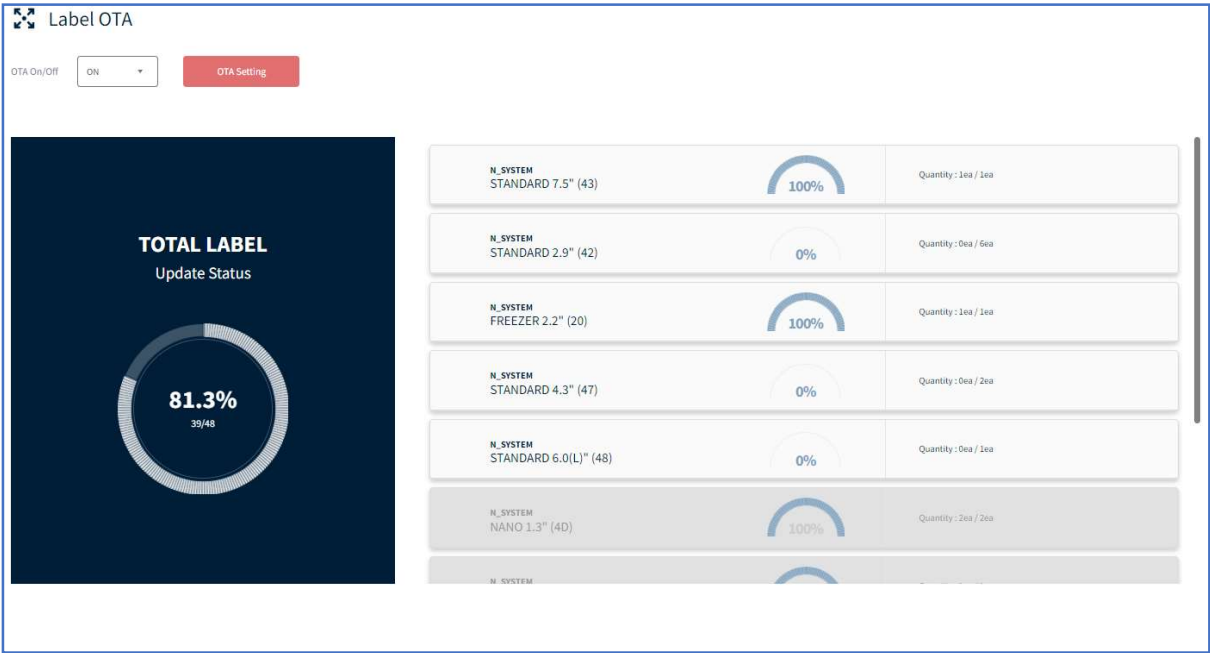 Label OTA
OTA On/Off
ON
OTA Setting
TOTAL LABEL
Update Status
81.3%
39/48
N_SYSTEM
STANDARD 7.5" (43)
100%
Quantity : 1ea / 1ea
N_SYSTEM
STANDARD 2.9" (42)
0%
Quantity : 0ea / 6ea
N_SYSTEM
FREEZER 2.2" (20)
100%
Quantity : 1ea / 1ea
N_SYSTEM
STANDARD 4.3" (47)
0%
Quantity : 0ea / 2ea
N_SYSTEM
STANDARD 6.0(L)" (48)
0%
Quantity : 0ea / 1ea
N_SYSTEM
NANO 1.3" (4D)
100%
Quantity : 2ea / 2ea
N_SYSTEM